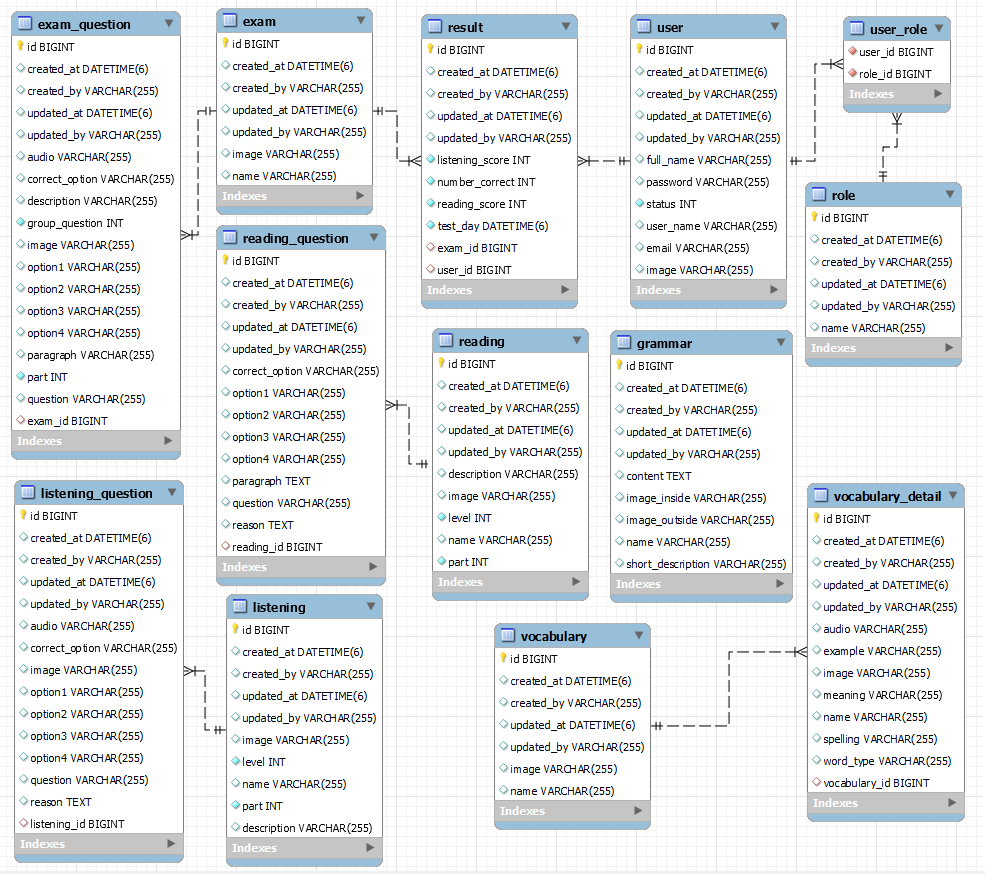 exam_question
id BIGINT
created_at DATETIME(6)
created_by VARCHAR(255)
updated_at DATETIME(6)
updated_by VARCHAR(255)
audio VARCHAR(255)
correct_option VARCHAR(255)
description VARCHAR(255)
group_question INT
image VARCHAR(255)
option1 VARCHAR(255)
option2 VARCHAR(255)
option3 VARCHAR(255)
option4 VARCHAR(255)
paragraph VARCHAR(255)
part INT
question VARCHAR(255)
exam_id BIGINT
Indexes
exam
id BIGINT
created_at DATETIME(6)
created_by VARCHAR(255)
updated_at DATETIME(6)
updated_by VARCHAR(255)
image VARCHAR(255)
name VARCHAR(255)
Indexes
result
id BIGINT
created_at DATETIME(6)
created_by VARCHAR(255)
updated_at DATETIME(6)
updated_by VARCHAR(255)
listening_score INT
number_correct INT
reading_score INT
test_day DATETIME(6)
exam_id BIGINT
user_id BIGINT
Indexes
user
id BIGINT
created_at DATETIME(6)
created_by VARCHAR(255)
updated_at DATETIME(6)
updated_by VARCHAR(255)
full_name VARCHAR(255)
password VARCHAR(255)
status INT
user_name VARCHAR(255)
email VARCHAR(255)
image VARCHAR(255)
Indexes
user_role
user_id BIGINT
role_id BIGINT
Indexes
role
id BIGINT
created_at DATETIME(6)
created_by VARCHAR(255)
updated_at DATETIME(6)
updated_by VARCHAR(255)
name VARCHAR(255)
Indexes
reading_question
id BIGINT
created_at DATETIME(6)
created_by VARCHAR(255)
updated_at DATETIME(6)
updated_by VARCHAR(255)
correct_option VARCHAR(255)
option1 VARCHAR(255)
option2 VARCHAR(255)
option3 VARCHAR(255)
option4 VARCHAR(255)
paragraph TEXT
question VARCHAR(255)
reason TEXT
reading_id BIGINT
Indexes
reading
id BIGINT
created_at DATETIME(6)
created_by VARCHAR(255)
updated_at DATETIME(6)
updated_by VARCHAR(255)
description VARCHAR(255)
image VARCHAR(255)
level INT
name VARCHAR(255)
part INT
Indexes
grammar
id BIGINT
created_at DATETIME(6)
created_by VARCHAR(255)
updated_at DATETIME(6)
updated_by VARCHAR(255)
content TEXT
image_inside VARCHAR(255)
image_outside VARCHAR(255)
name VARCHAR(255)
short_description VARCHAR(255)
Indexes
listening_question
id BIGINT
created_at DATETIME(6)
created_by VARCHAR(255)
updated_at DATETIME(6)
updated_by VARCHAR(255)
audio VARCHAR(255)
correct_option VARCHAR(255)
image VARCHAR(255)
option1 VARCHAR(255)
option2 VARCHAR(255)
option3 VARCHAR(255)
option4 VARCHAR(255)
question VARCHAR(255)
reason TEXT
listening_id BIGINT
Indexes
listening
id BIGINT
created_at DATETIME(6)
created_by VARCHAR(255)
updated_at DATETIME(6)
updated_by VARCHAR(255)
image VARCHAR(255)
level INT
name VARCHAR(255)
part INT
description VARCHAR(255)
Indexes
vocabulary
id BIGINT
created_at DATETIME(6)
created_by VARCHAR(255)
updated_at DATETIME(6)
updated_by VARCHAR(255)
image VARCHAR(255)
name VARCHAR(255)
Indexes
vocabulary_detail
id BIGINT
created_at DATETIME(6)
created_by VARCHAR(255)
updated_at DATETIME(6)
updated_by VARCHAR(255)
audio VARCHAR(255)
example VARCHAR(255)
image VARCHAR(255)
meaning VARCHAR(255)
name VARCHAR(255)
spelling VARCHAR(255)
word_type VARCHAR(255)
vocabulary_id BIGINT
Indexes